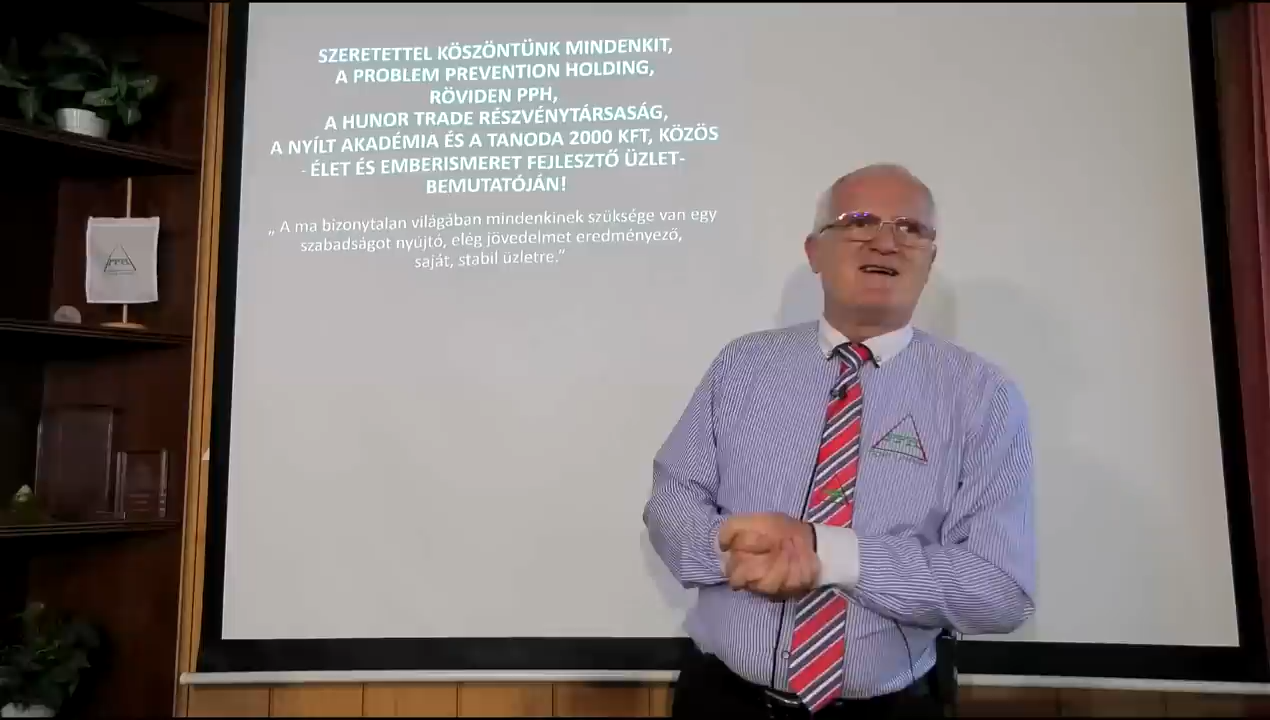 SZERETETTEL KÖSZÖNTÜNK MINDENKIT,
A PROBLEM PREVENTION HOLDING,
RÖVIDEN PPH,
A HUNOR TRADE RÉSZVÉNYTÁRSASÁG,
A NYÍLT AKADÉMIA ÉS A TANODA 2000 KFT, KÖZÖS
- ÉLET ÉS EMBERISMERET FEJLESZTŐ ÜZLET-
BEMUTATÓJÁN!
„ A ma bizonytalan világában mindenkinek szüksége van egy
szabadságot nyújtó, elég jövedelmet eredményező,
saját, stabil üzletre.”